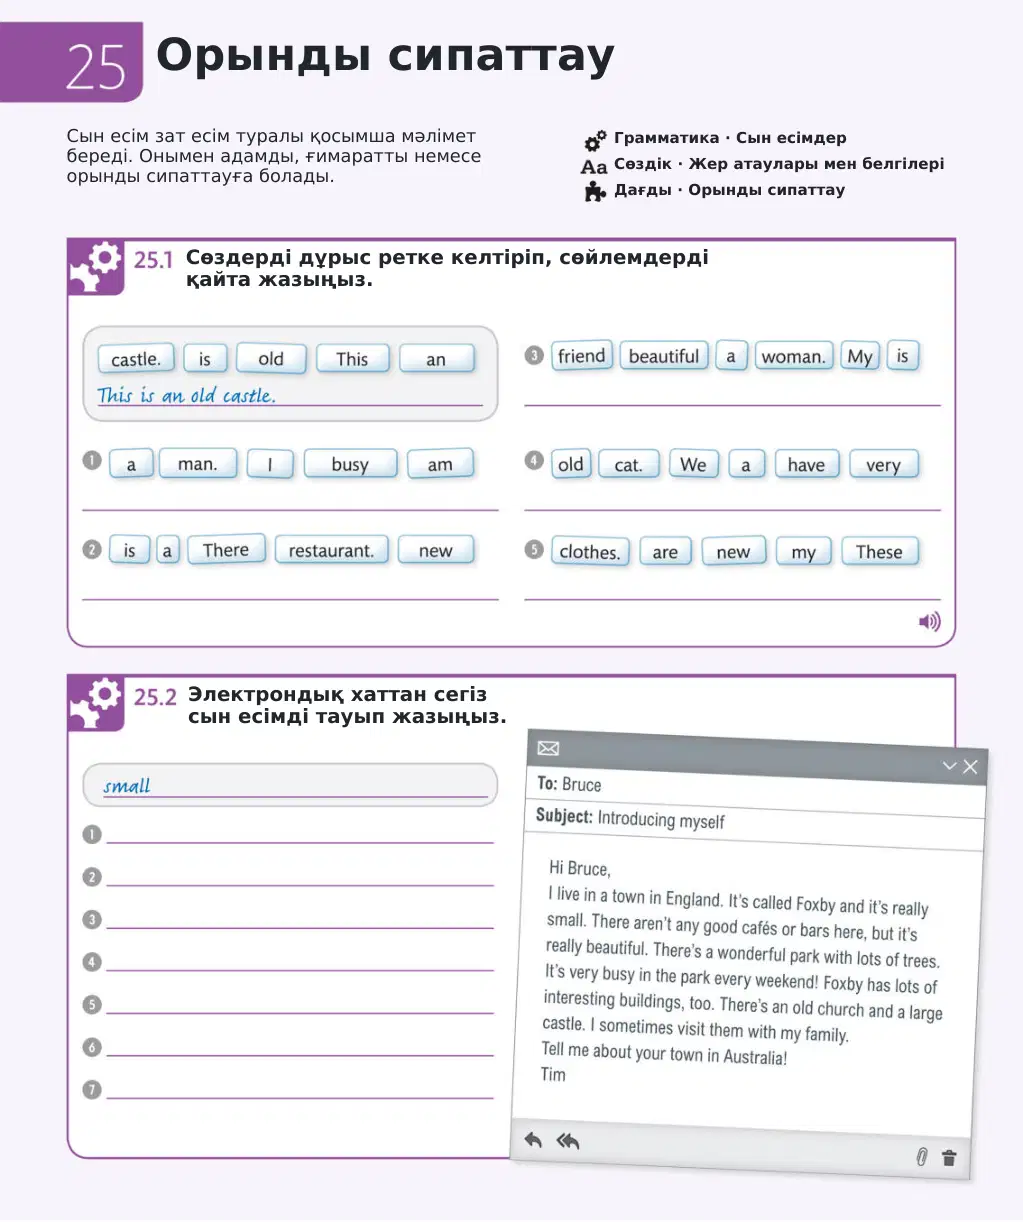 25
Орынды сипаттау
Сын есім зат есім туралы қосымша мәлімет
береді. Онымен адамды, ғимаратты немесе
орынды сипаттауға болады.
Грамматика · Сын есімдер
Aa Сөздік · Жер атаулары мен белгілері
Дағды · Орынды сипаттау
25.1 Сөздерді дұрыс ретке келтіріп, сөйлемдерді
қайта жазыңыз.
castle. is old This an
This is an old castle.
1 a man. I busy am
2 is a There restaurant. new
3 friend beautiful a woman. My is
4 old cat. We a have very
5 clothes. are new my These
25.2 Электрондық хаттан сегіз
сын есімді тауып жазыңыз.
small
1
2
3
4
5
6
7
To: Bruce
Subject: Introducing myself
Hi Bruce,
I live in a town in England. It's called Foxby and it's really
small. There aren't any good cafés or bars here, but it's
really beautiful. There's a wonderful park with lots of trees.
It's very busy in the park every weekend! Foxby has lots of
interesting buildings, too. There's an old church and a large
castle. I sometimes visit them with my family.
Tell me about your town in Australia!
Tim